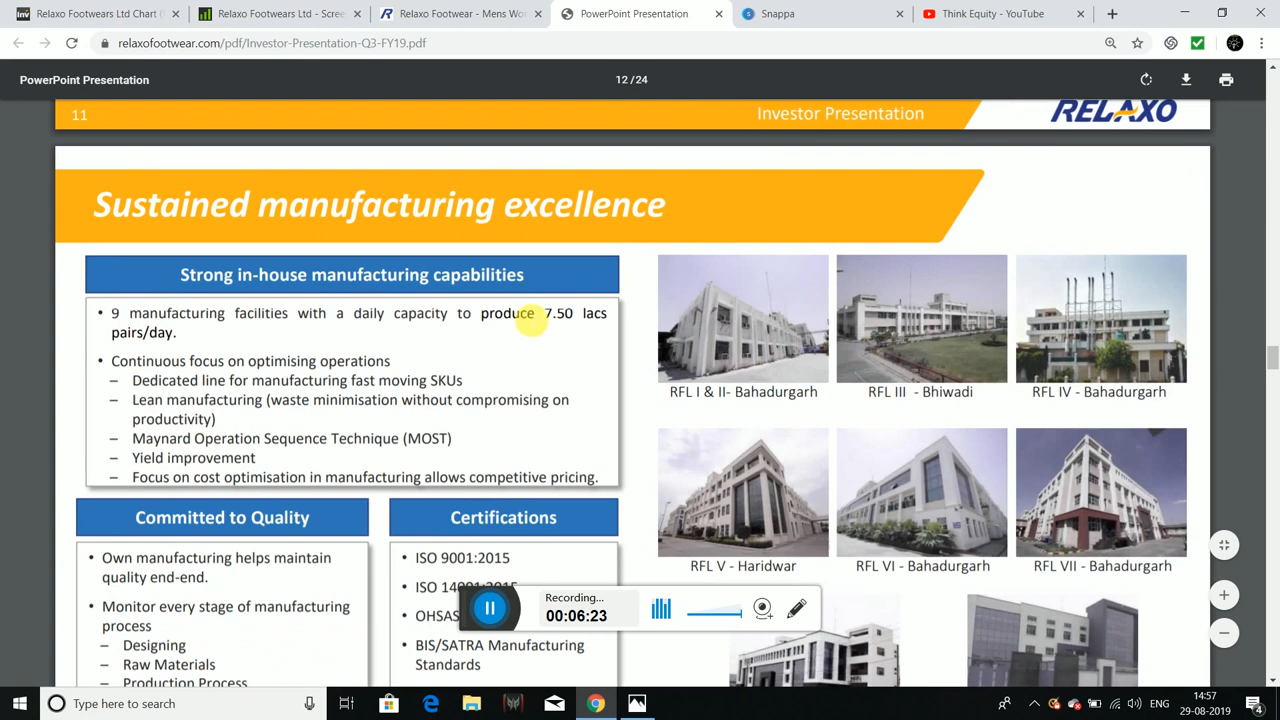 Relaxo Footwears Ltd Chart (
Relaxo Footwears Ltd - Scree
Relaxo Footwear - Mens Wo
PowerPoint Presentation
Snappa
Think Equity - YouTube
relaxofootwear.com/pdf/Investor-Presentation-Q3-FY19.pdf
PowerPoint Presentation
12 / 24
11
Investor Presentation
RELAXO
Sustained manufacturing excellence
Strong in-house manufacturing capabilities
• 9 manufacturing facilities with a daily capacity to produce 7.50 lacs
pairs/day.
• Continuous focus on optimising operations
– Dedicated line for manufacturing fast moving SKUs
– Lean manufacturing (waste minimisation without compromising on
productivity)
– Maynard Operation Sequence Technique (MOST)
– Yield improvement
– Focus on cost optimisation in manufacturing allows competitive pricing.
RFL I & II- Bahadurgarh
RFL III - Bhiwadi
RFL IV - Bahadurgarh
RFL V - Haridwar
RFL VI - Bahadurgarh
RFL VII - Bahadurgarh
Committed to Quality
• Own manufacturing helps maintain
quality end-end.
• Monitor every stage of manufacturing
process
– Designing
– Raw Materials
– Production Process
Certifications
• ISO 9001:2015
• ISO 14001:2015
• OHSAS
• BIS/SATRA Manufacturing
Standards
Recording...
00:06:23
Type here to search
ENG
14:57
29-08-2019
4